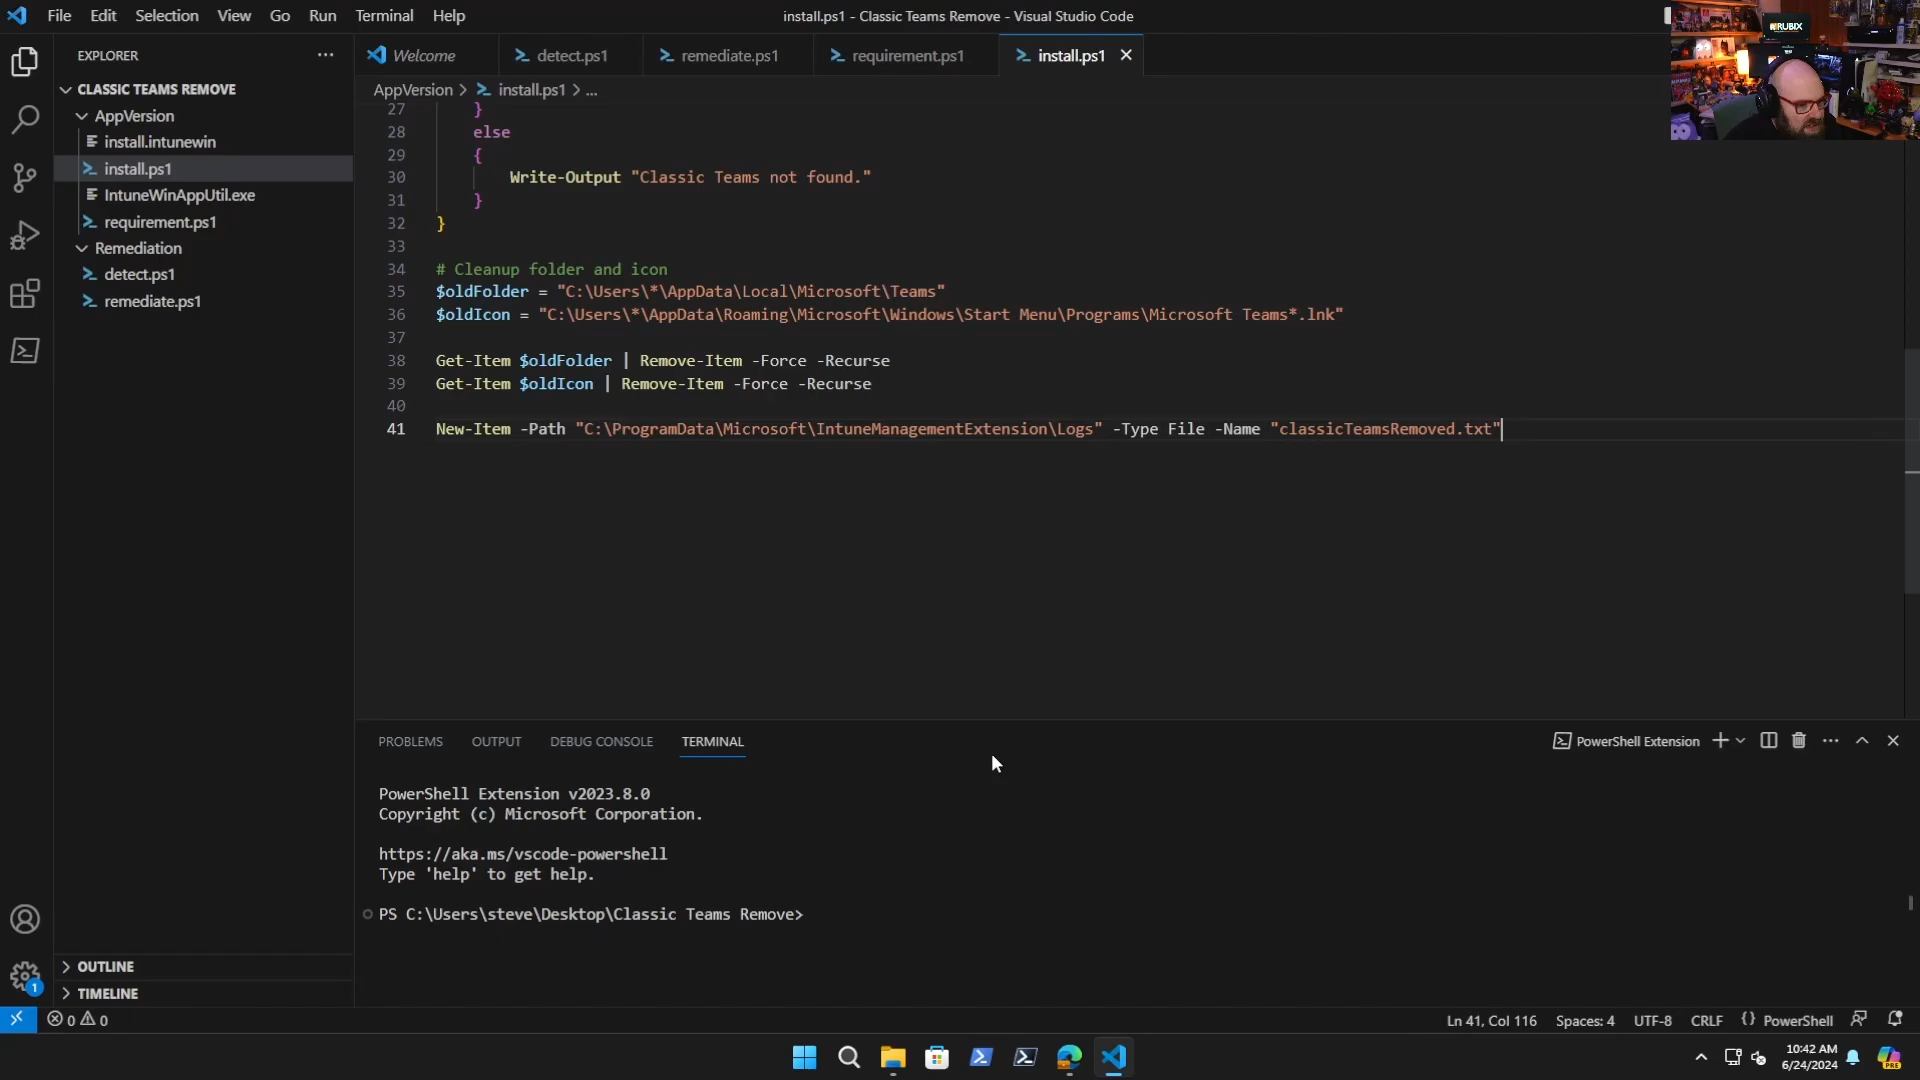 File Edit Selection View Go Run Terminal Help
install.ps1 - Classic Teams Remove - Visual Studio Code
RUBIX
EXPLORER
CLASSIC TEAMS REMOVE
AppVersion
install.intunewin
install.ps1
IntuneWinAppUtil.exe
requirement.ps1
Remediation
detect.ps1
remediate.ps1
OUTLINE
TIMELINE
Welcome detect.ps1 remediate.ps1 requirement.ps1 install.ps1
AppVersion > install.ps1 > ...
27 }
28 else
29 {
30 Write-Output "Classic Teams not found."
31 }
32 }
33
34 # Cleanup folder and icon
35 $oldFolder = "C:\Users\*\AppData\Local\Microsoft\Teams"
36 $oldIcon = "C:\Users\*\AppData\Roaming\Microsoft\Windows\Start Menu\Programs\Microsoft Teams*.lnk"
37
38 Get-Item $oldFolder | Remove-Item -Force -Recurse
39 Get-Item $oldIcon | Remove-Item -Force -Recurse
40
41 New-Item -Path "C:\ProgramData\Microsoft\IntuneManagementExtension\Logs" -Type File -Name "classicTeamsRemoved.txt"
PROBLEMS OUTPUT DEBUG CONSOLE TERMINAL
PowerShell Extension
PowerShell Extension v2023.8.0
Copyright (c) Microsoft Corporation.
https://aka.ms/vscode-powershell
Type 'help' to get help.
PS C:\Users\steve\Desktop\Classic Teams Remove>
1
0 0
Ln 41, Col 116 Spaces: 4 UTF-8 CRLF {} PowerShell
10:42 AM
6/24/2024
PRE